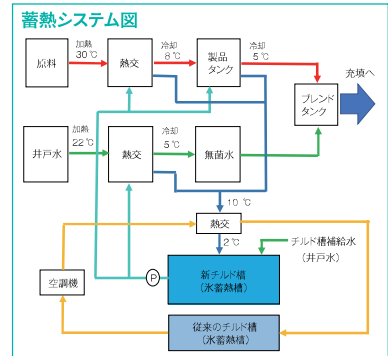 蓄熱システム図
加熱
30℃
冷却
8℃
冷却
5℃
原料
熱交
製品
タンク
充填へ
ブレンド
タンク
加熱
22℃
冷却
5℃
井戸水
熱交
無菌水
10℃
熱交
2℃
チルド槽補給水
（井戸水）
P
空調機
新チルド槽
（氷蓄熱槽）
従来のチルド槽
（氷蓄熱槽）